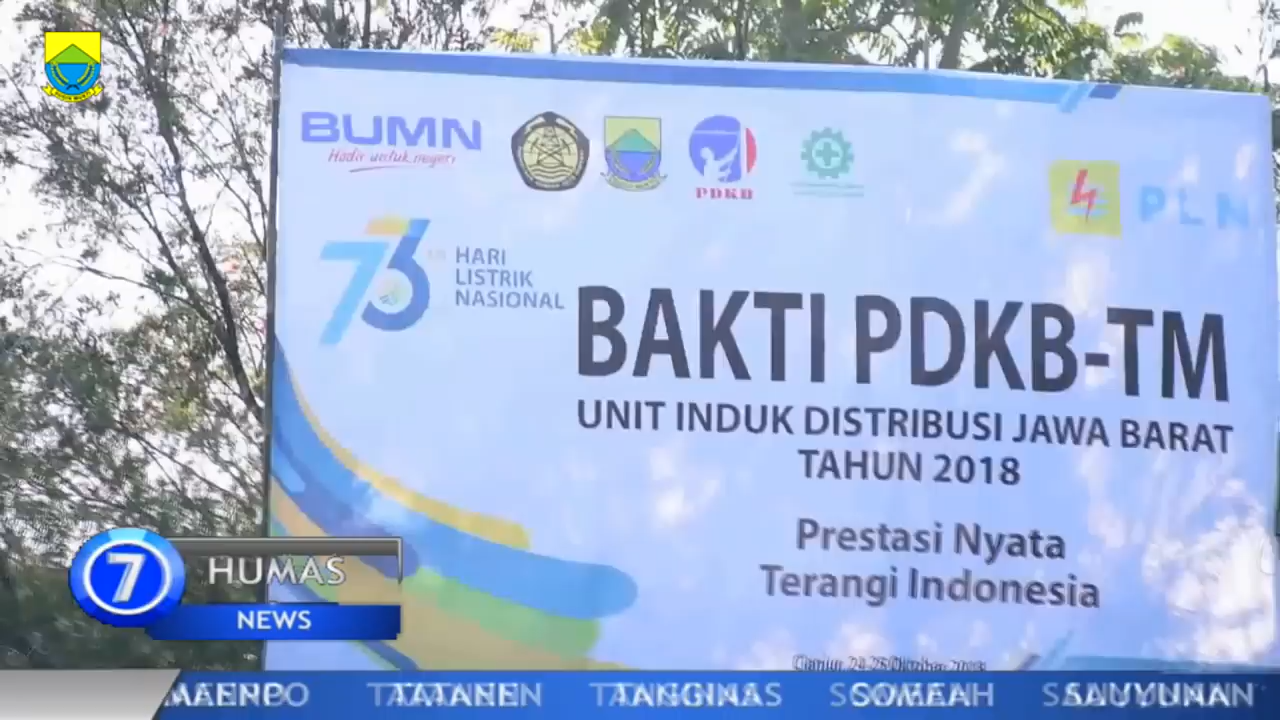 BUMN
Hadir untuk negeri
PDKB
PLN
73
HARI
LISTRIK
NASIONAL
BAKTI PDKB-TM
UNIT INDUK DISTRIBUSI JAWA BARAT
TAHUN 2018
Prestasi Nyata
Terangi Indonesia
7
HUMAS
NEWS